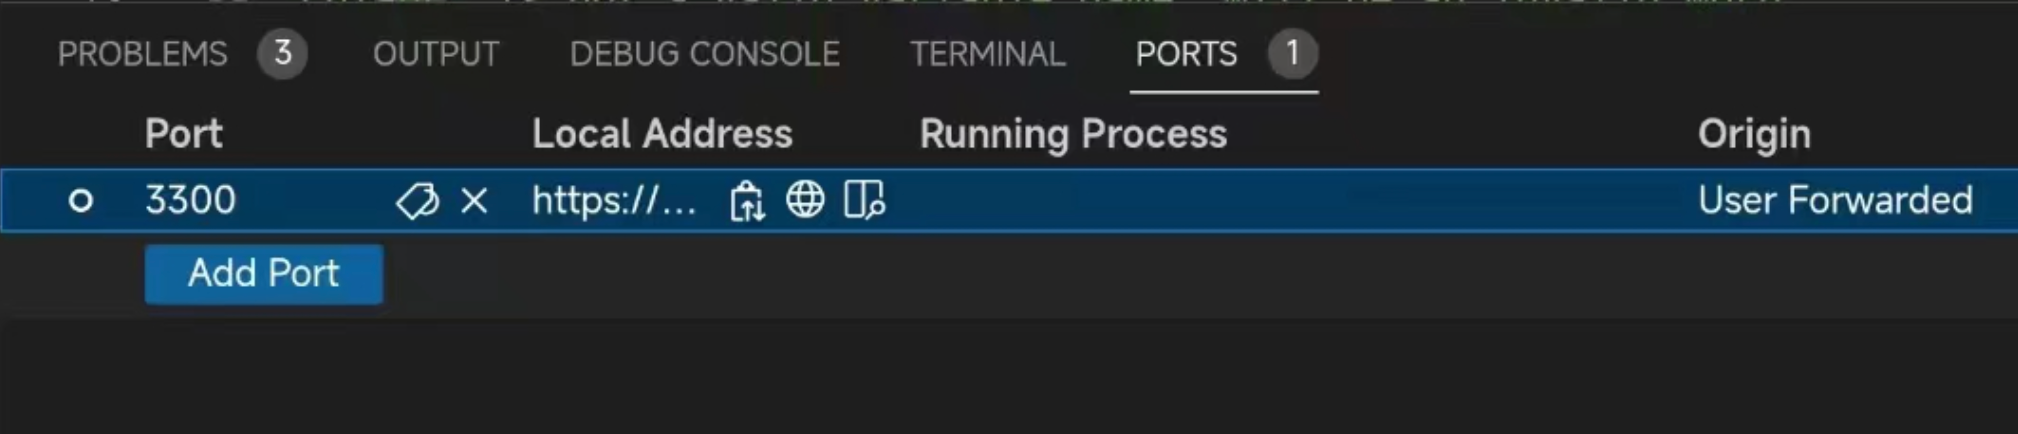 PROBLEMS 3 OUTPUT DEBUG CONSOLE TERMINAL PORTS 1
Port Local Address Running Process Origin
3300 https://... User Forwarded
Add Port